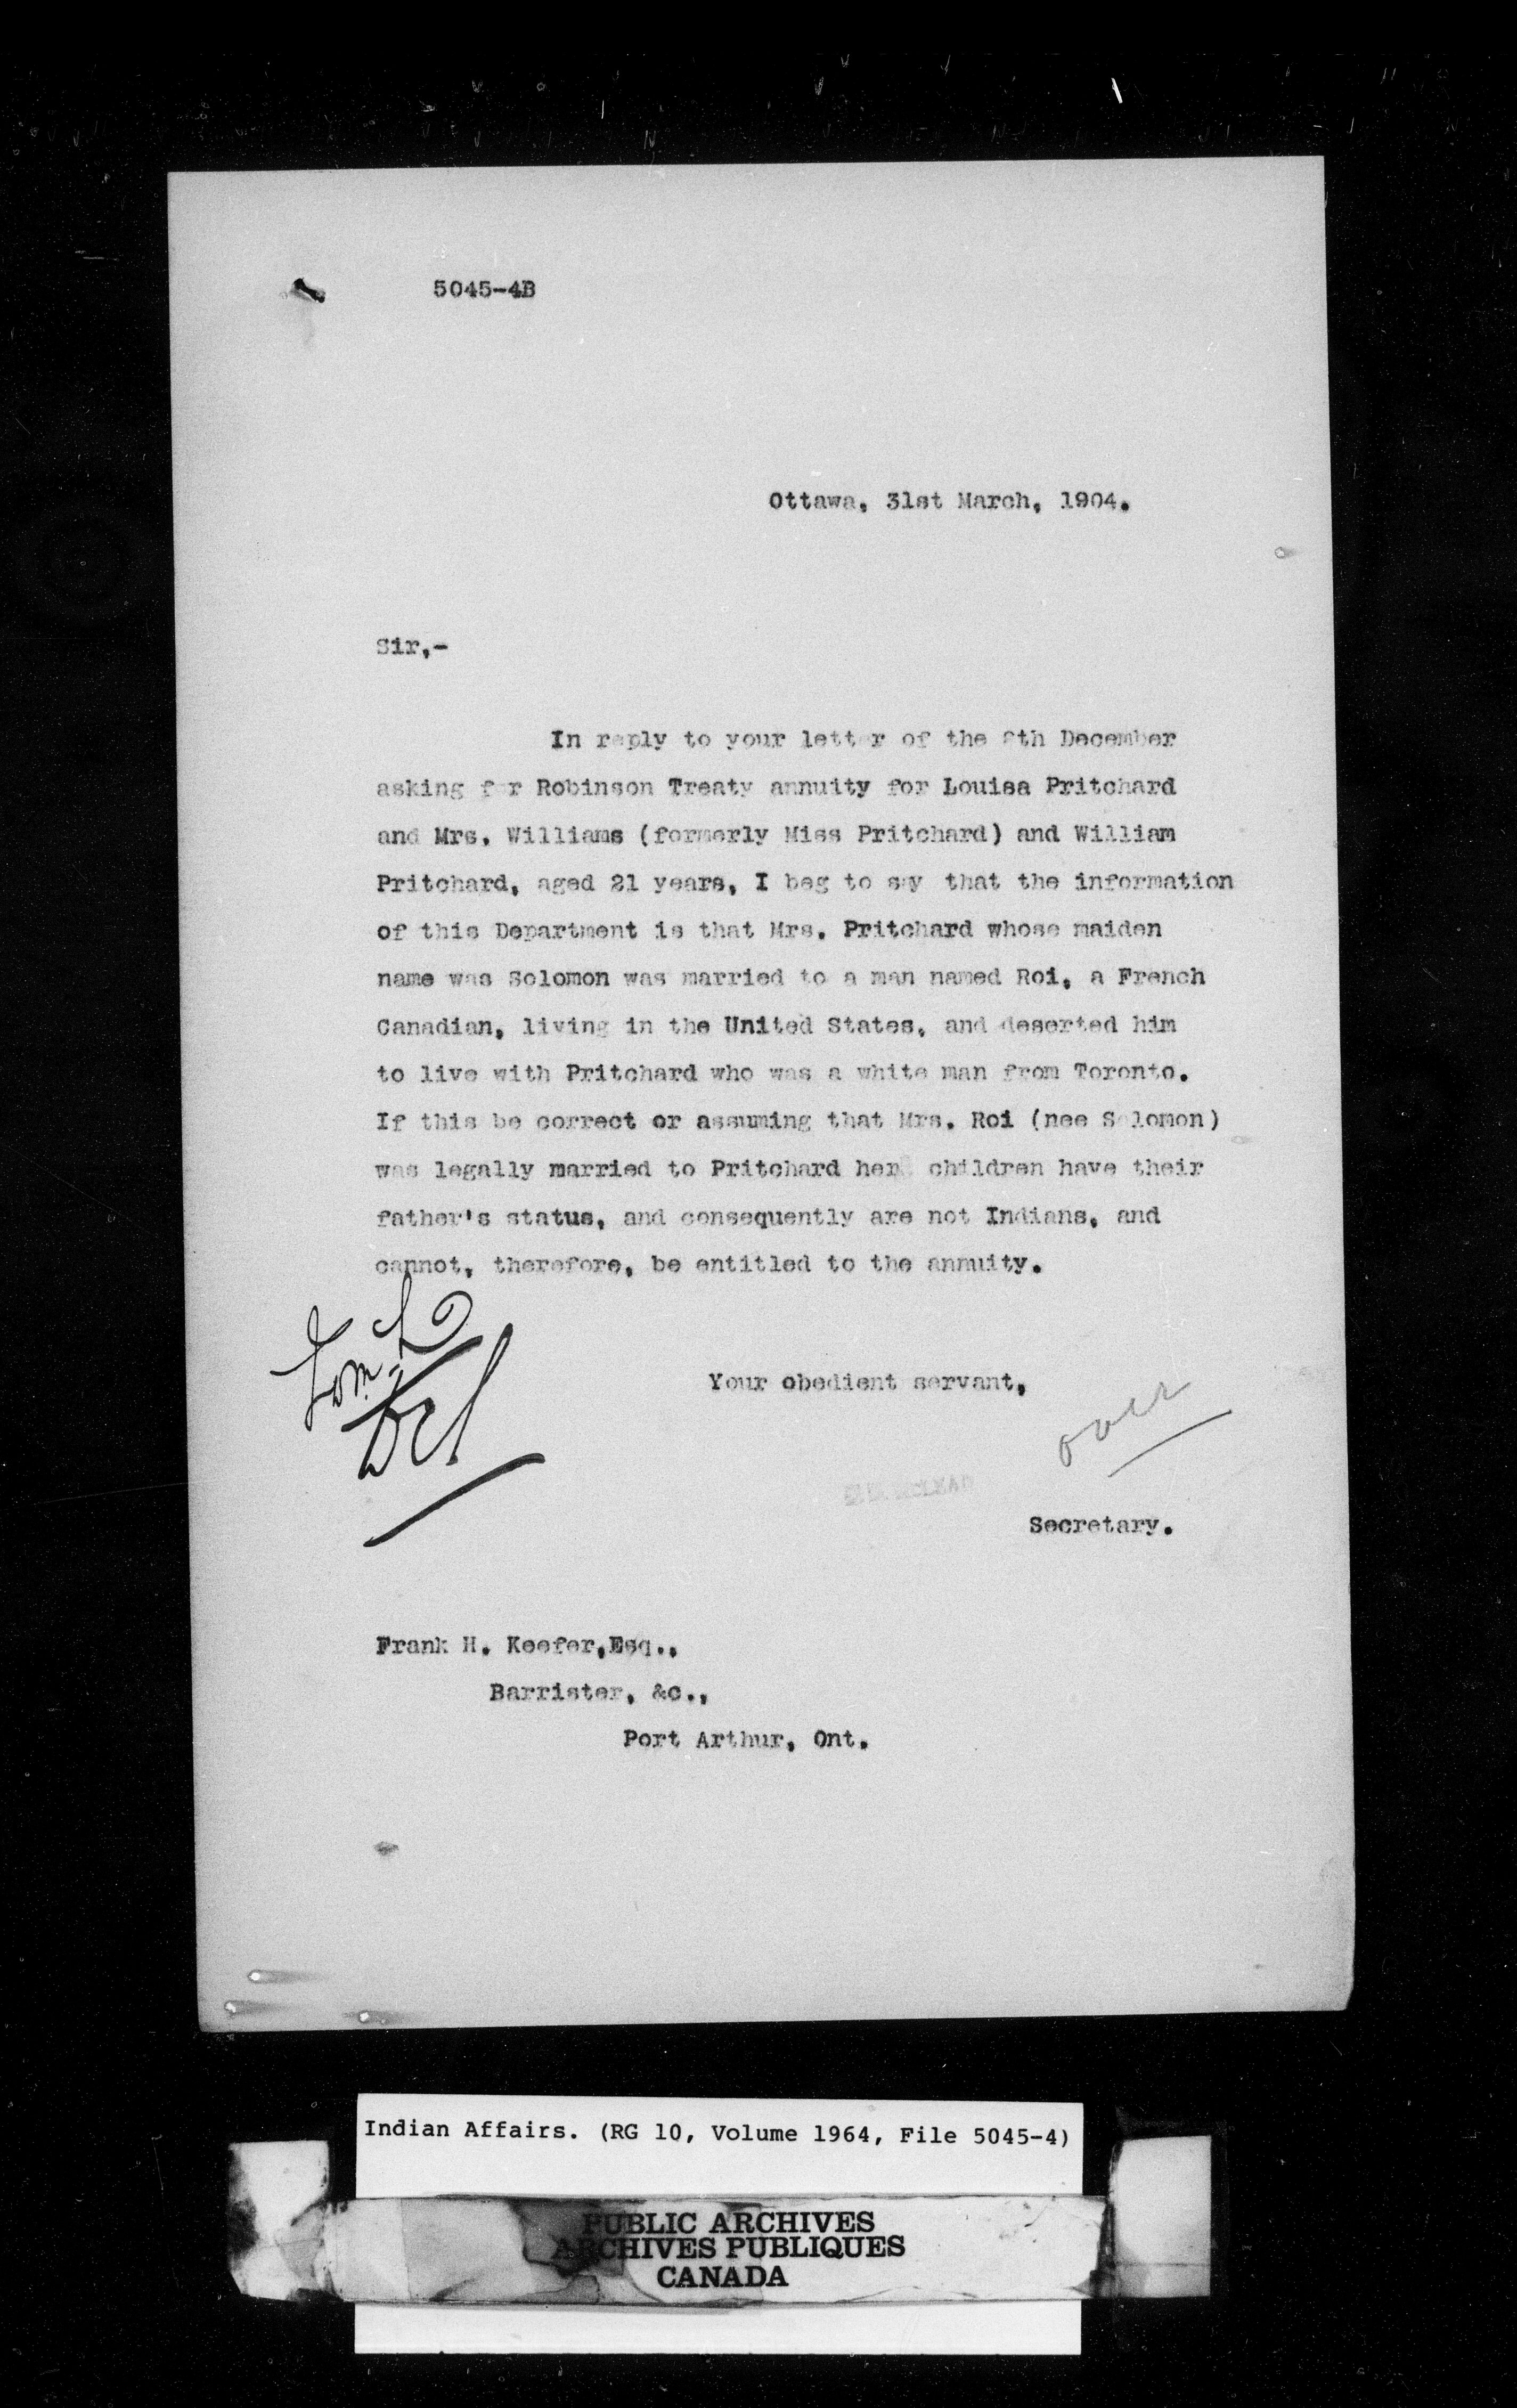 5045-4B
Ottawa, 31st March, 1904.
Sir,-
In reply to your letter of the 8th December
asking for Robinson Treaty annuity for Louisa Pritchard
and Mrs. Williams (formerly Miss Pritchard) and William
Pritchard, aged 21 years, I beg to say that the information
of this Department is that Mrs. Pritchard whose maiden
name was Solomon was married to a man named Roi, a French
Canadian, living in the United States, and deserted him
to live with Pritchard who was a white man from Toronto.
If this be correct or assuming that Mrs. Roi (nee Solomon)
was legally married to Pritchard her children have their
father's status, and consequently are not Indians, and
cannot, therefore, be entitled to the annuity.
Your obedient servant,
over
McLEAN
Secretary.
Frank H. Keefer, Esq.,
Barrister, &c.,
Port Arthur, Ont.
Indian Affairs. (RG 10, Volume 1964, File 5045-4)
PUBLIC ARCHIVES
ARCHIVES PUBLIQUES
CANADA